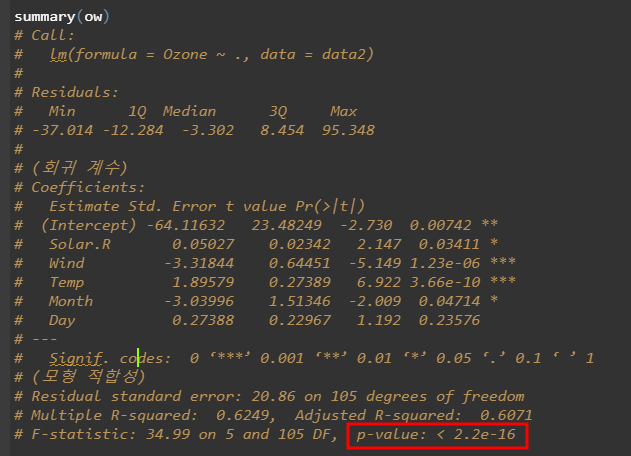 summary(ow)
# Call:
#   lm(formula = Ozone ~ ., data = data2)
#
# Residuals:
#   Min      1Q  Median      3Q     Max
# -37.014 -12.284  -3.302   8.454  95.348
#
# (회귀 계수)
# Coefficients:
#   Estimate Std. Error t value Pr(>|t|)
#  (Intercept) -64.11632   23.48249  -2.730  0.00742 **
#   Solar.R       0.05027    0.02342   2.147  0.03411 *
#   Wind         -3.31844    0.64451  -5.149 1.23e-06 ***
#   Temp          1.89579    0.27389   6.922 3.66e-10 ***
#   Month        -3.03996    1.51346  -2.009  0.04714 *
#   Day           0.27388    0.22967   1.192  0.23576
# ---
#   Signif. codes:  0 ‘***’ 0.001 ‘**’ 0.01 ‘*’ 0.05 ‘.’ 0.1 ‘ ’ 1
# (모형 적합성)
# Residual standard error: 20.86 on 105 degrees of freedom
# Multiple R-squared:  0.6249,  Adjusted R-squared:  0.6071
# F-statistic: 34.99 on 5 and 105 DF,  p-value: < 2.2e-16